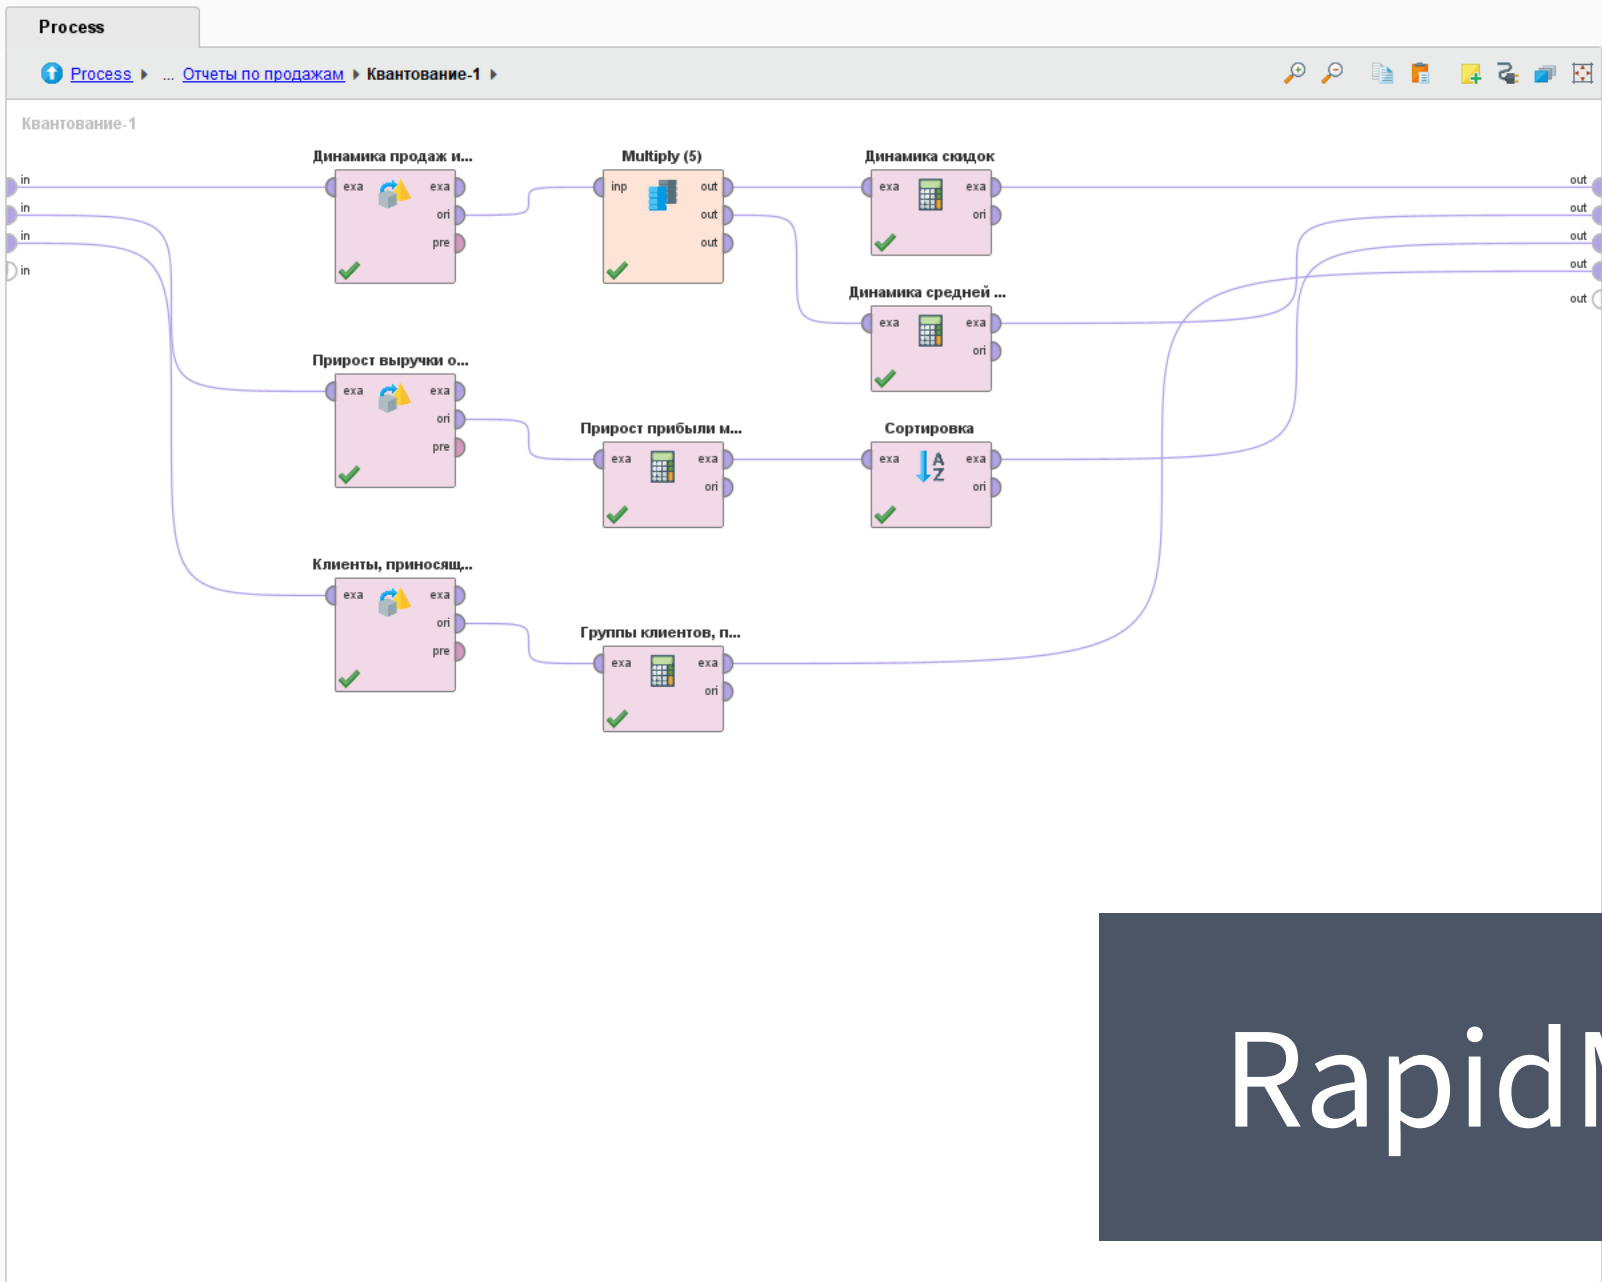 Process
Process ... Отчеты по продажам Квантование-1
Квантование-1
Динамика продаж и... Multiply (5) Динамика скидок
in exa exa inp out exa exa out
in ori out ori out
in pre out out
in out
Динамика средней ...
out
exa exa
ori
Прирост выручки о...
exa exa
ori
pre
Прирост прибыли м... Сортировка
exa exa exa exa
ori ori
Клиенты, приносящ...
exa exa
ori
pre
Группы клиентов, п...
exa exa
ori
RapidM